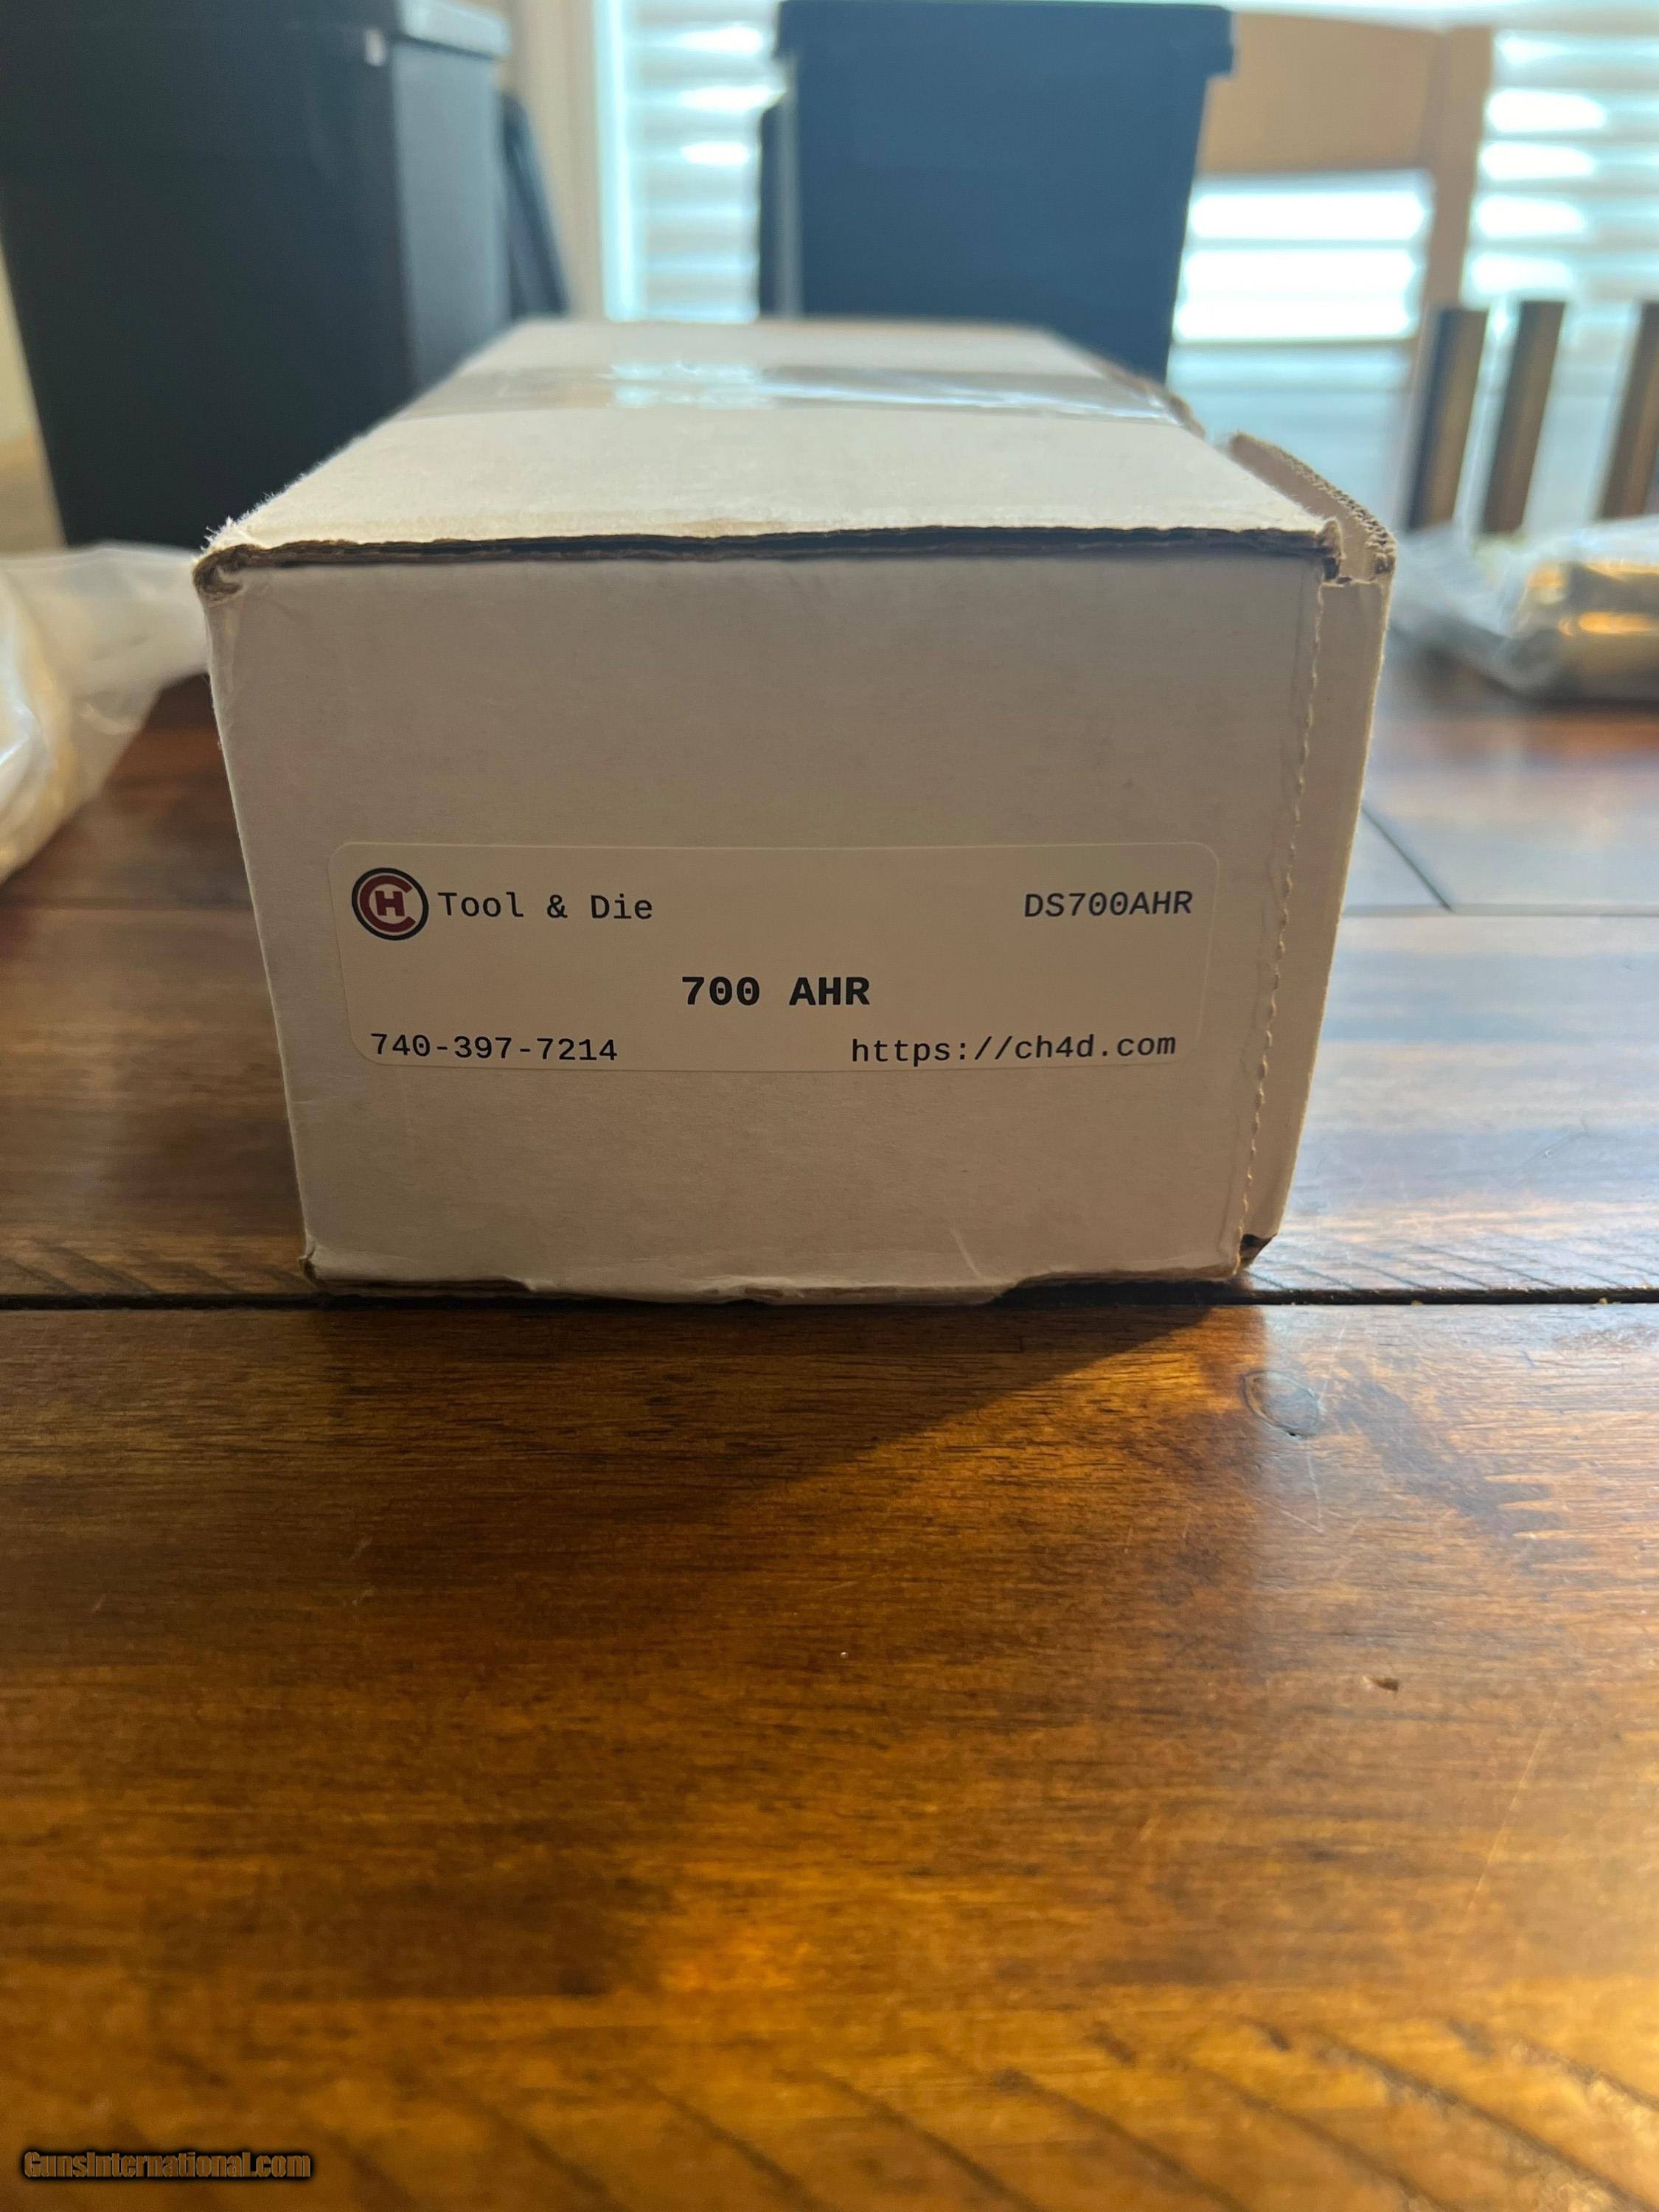 CH Tool & Die DS700AHR
700 AHR
740-397-7214 https://ch4d.com
GunsInternational.com